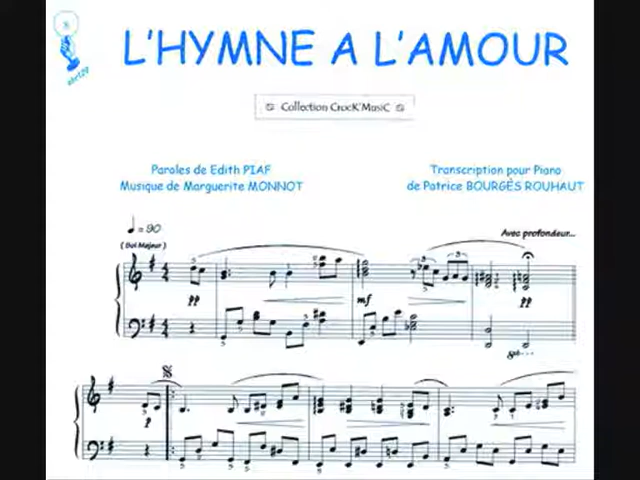 L'HYMNE A L'AMOUR
Collection CrocK'MusiC
Paroles de Edith PIAF
Musique de Marguerite MONNOT
Transcription pour Piano
de Patrice BOURGÈS ROUHAUT
♩ = 90
(Sol Majeur)
Avec profondeur...
pp
mf
pp
8va---
p